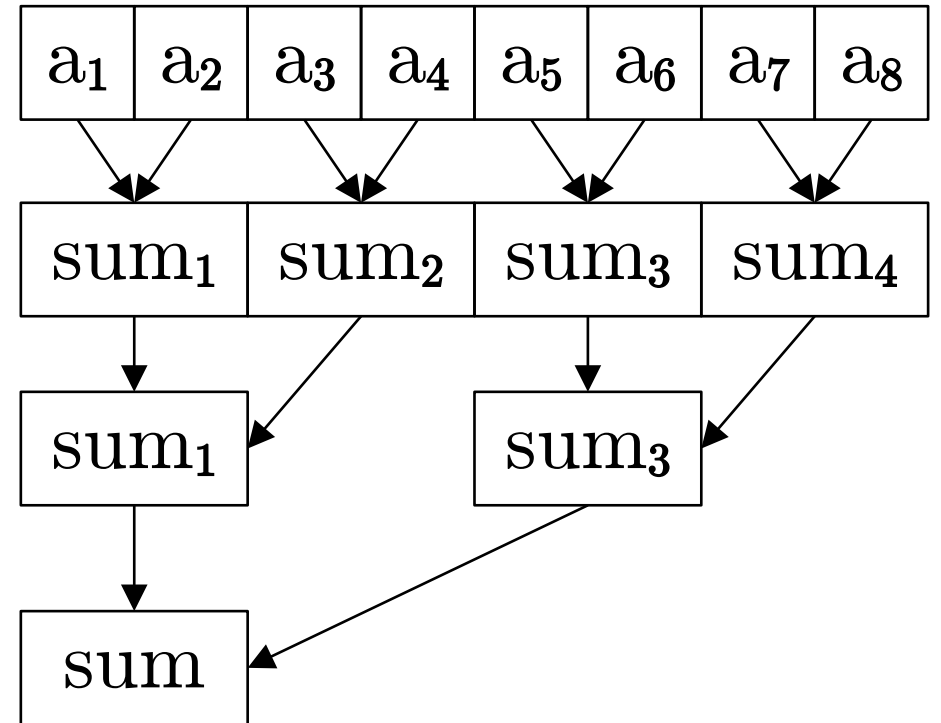 a₁ a₂ a₃ a₄ a₅ a₆ a₇ a₈
sum₁ sum₂ sum₃ sum₄
sum₁ sum₃
sum